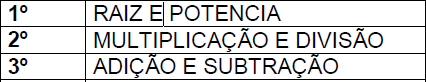 1º RAIZ E POTENCIA
2º MULTIPLICAÇÃO E DIVISÃO
3º ADIÇÃO E SUBTRAÇÃO